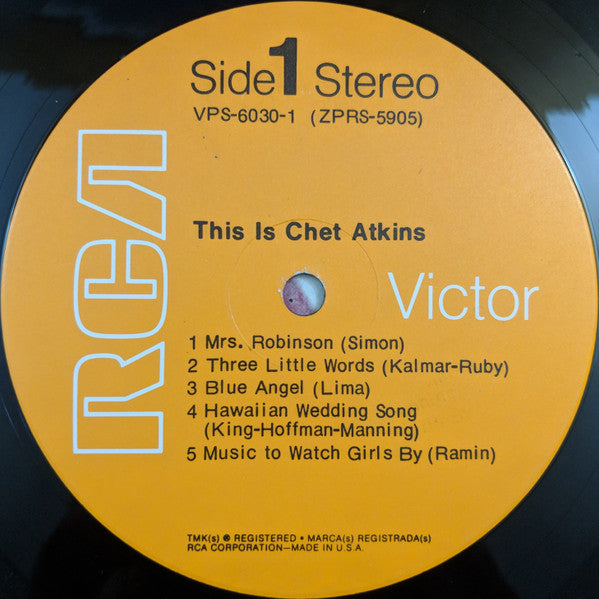 Side 1 Stereo
VPS-6030-1 (ZPRS-5905)
RCA
This Is Chet Atkins
Victor
1 Mrs. Robinson (Simon)
2 Three Little Words (Kalmar-Ruby)
3 Blue Angel (Lima)
4 Hawaiian Wedding Song
(King-Hoffman-Manning)
5 Music to Watch Girls By (Ramin)
TMK(s) ® REGISTERED • MARCA(s) REGISTRADA(s)
RCA CORPORATION—MADE IN U.S.A.